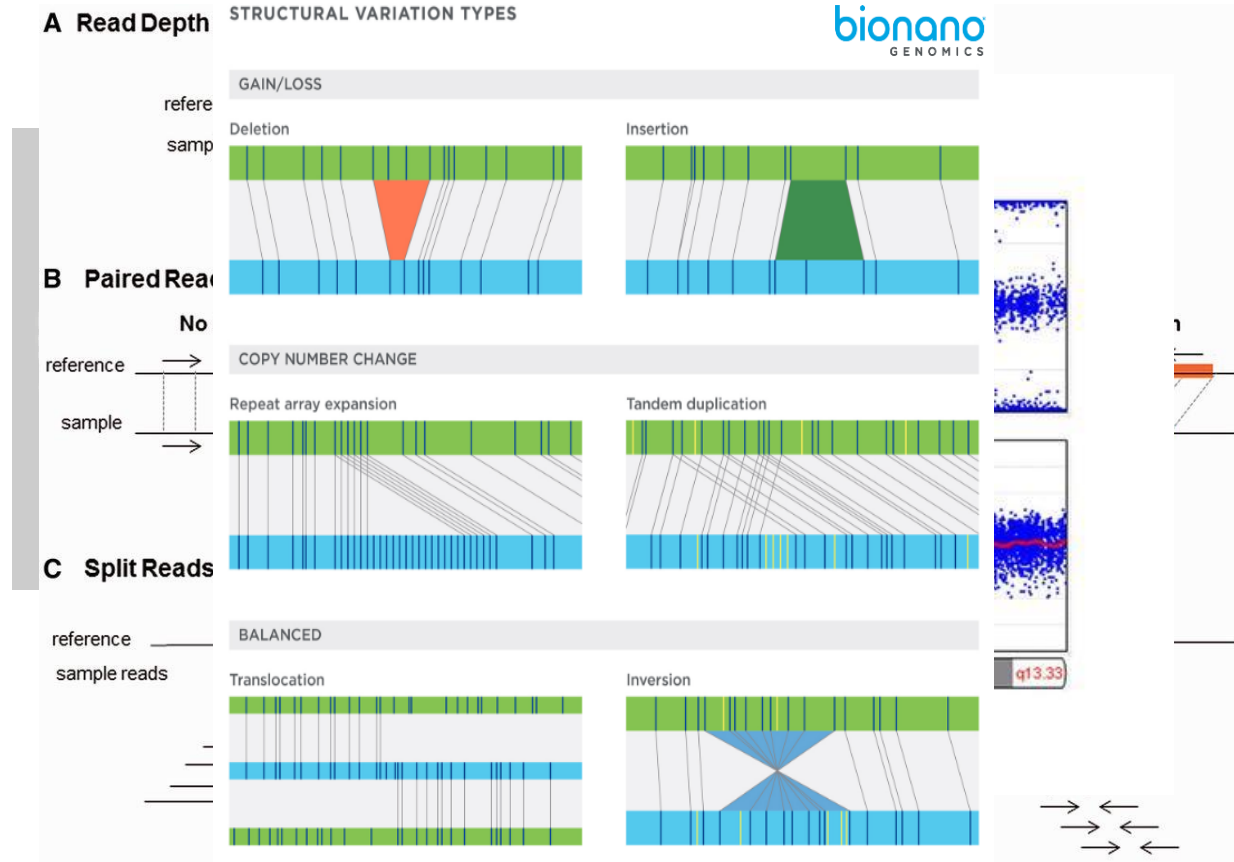 A Read Depth
STRUCTURAL VARIATION TYPES
bionano
GENOMICS
GAIN/LOSS
refere
Deletion
Insertion
samp
B Paired Rea
No
n
reference
COPY NUMBER CHANGE
Repeat array expansion
Tandem duplication
sample
C Split Reads
reference
BALANCED
sample reads
Translocation
Inversion
q13.33